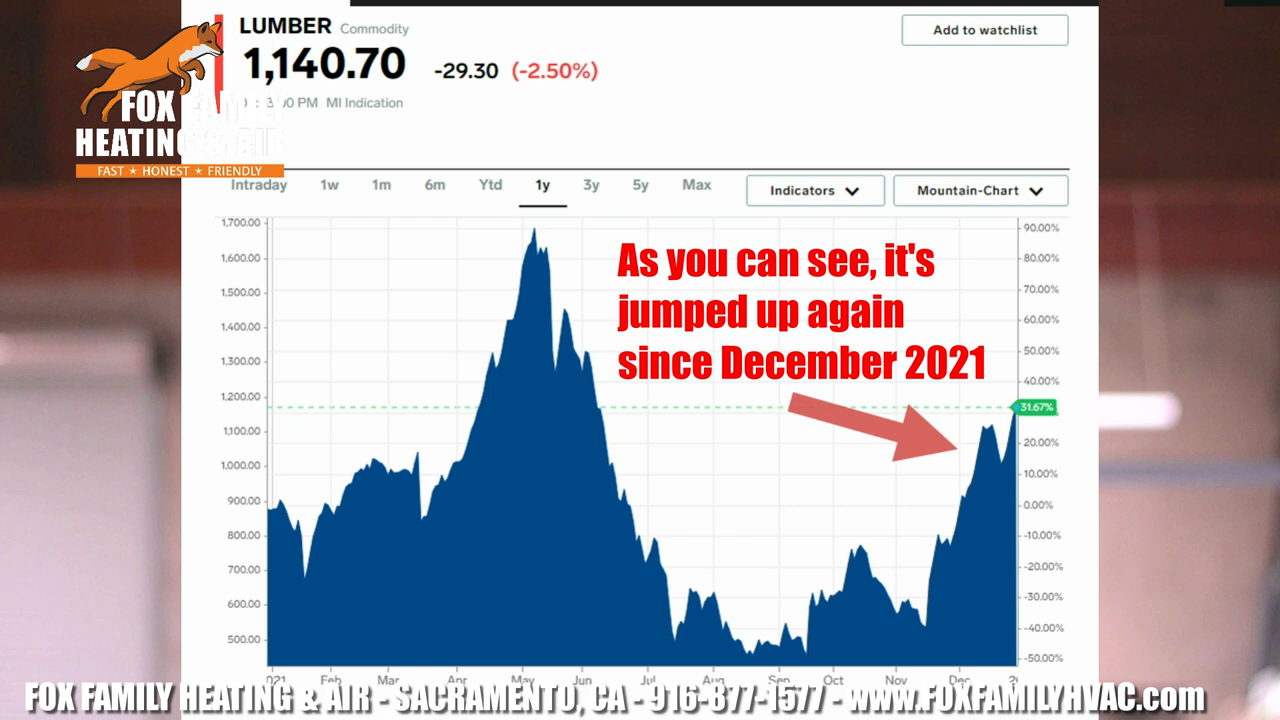 LUMBER Commodity
1,140.70 -29.30 (-2.50%)
Add to watchlist
00 PM MI Indication
FOX FAMILY
HEATING & AIR
FAST ★ HONEST ★ FRIENDLY
Intraday 1w 1m 6m Ytd 1y 3y 5y Max
Indicators
Mountain-Chart
1,700.00
1,600.00
1,500.00
1,400.00
1,300.00
1,200.00
1,100.00
1,000.00
900.00
800.00
700.00
600.00
500.00
As you can see, it's
jumped up again
since December 2021
90.00%
80.00%
70.00%
60.00%
50.00%
40.00%
31.67%
20.00%
10.00%
0.00%
-10.00%
-20.00%
-30.00%
-40.00%
-50.00%
021 Feb Mar Apr May Jun Jul Aug Sep Oct Nov Dec
FOX FAMILY HEATING & AIR - SACRAMENTO, CA - 916-877-1577 - www.FOXFAMILYHVAC.com